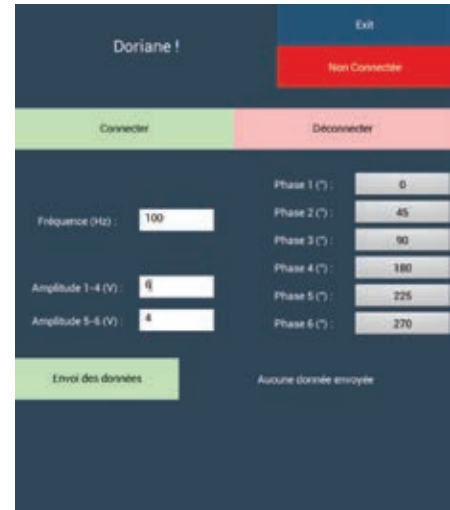 Doriane !
Exit
Non Connectée
Connecter
Déconnecter
Fréquence (Hz) : 100
Amplitude 1-4 (V) : 9
Amplitude 5-6 (V) : 4
Phase 1 (°) : 0
Phase 2 (°) : 45
Phase 3 (°) : 90
Phase 4 (°) : 180
Phase 5 (°) : 225
Phase 6 (°) : 270
Envoi des données
Aucune donnée envoyée